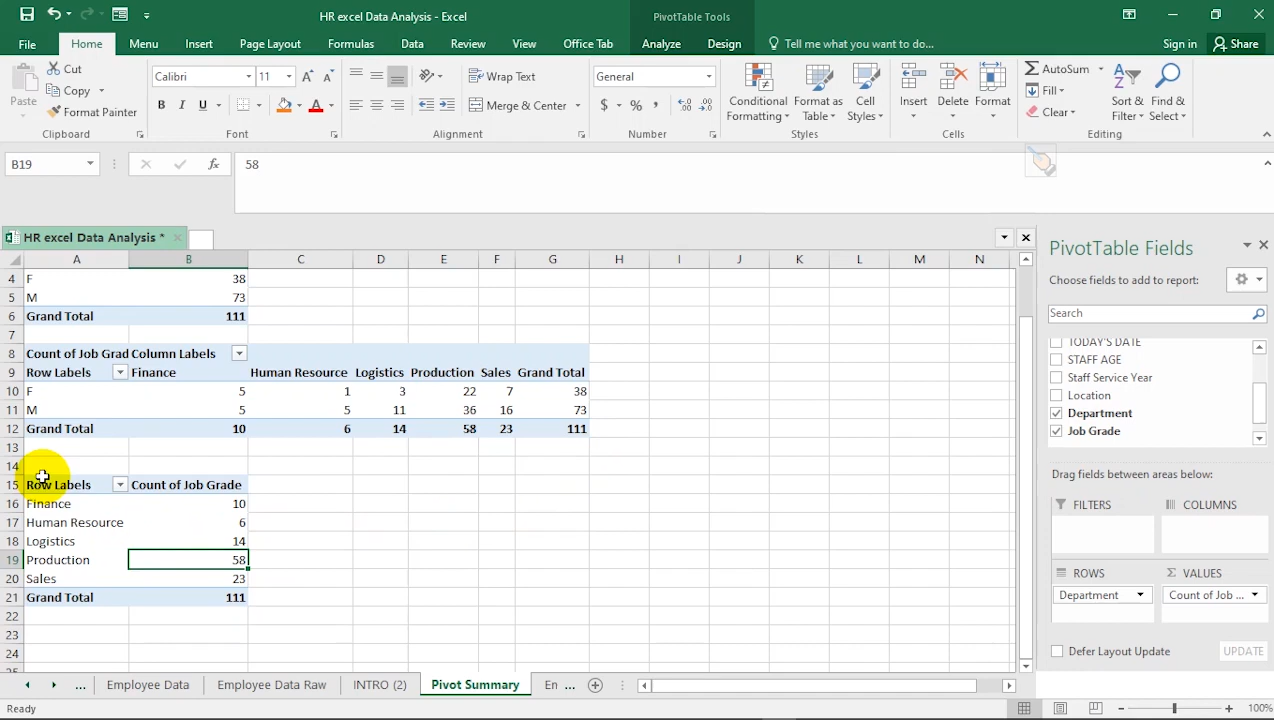 HR excel Data Analysis - Excel
PivotTable Tools
File Home Menu Insert Page Layout Formulas Data Review View Office Tab Analyze Design Tell me what you want to do... Sign in Share
Paste
Cut
Copy
Format Painter
Clipboard
Calibri 11
B I U
Font
Wrap Text
Merge & Center
Alignment
General
$ % ,
Number
Conditional Formatting
Format as Table
Cell Styles
Styles
Insert
Delete
Format
Cells
AutoSum
Fill
Clear
Sort & Filter
Find & Select
Editing
B19 fx 58
HR excel Data Analysis *
A B C D E F G H I J K L M N
4 F 38
5 M 73
6 Grand Total 111
7
8 Count of Job Grad Column Labels
9 Row Labels Finance Human Resource Logistics Production Sales Grand Total
10 F 5 1 3 22 7 38
11 M 5 5 11 36 16 73
12 Grand Total 10 6 14 58 23 111
13
14
15 Row Labels Count of Job Grade
16 Finance 10
17 Human Resource 6
18 Logistics 14
19 Production 58
20 Sales 23
21 Grand Total 111
22
23
24
PivotTable Fields
Choose fields to add to report:
Search
TODAY'S DATE
STAFF AGE
Staff Service Year
Location
Department
Job Grade
Drag fields between areas below:
FILTERS COLUMNS
ROWS Σ VALUES
Department Count of Job ...
Defer Layout Update UPDATE
... Employee Data Employee Data Raw INTRO (2) Pivot Summary En ...
Ready 100%